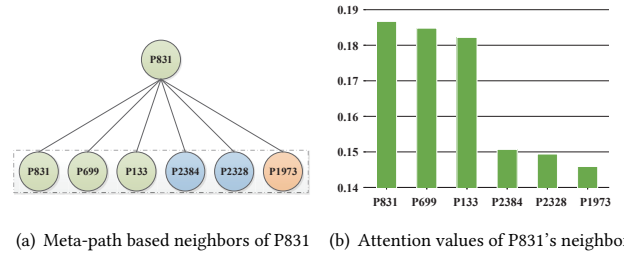 P831
P831 P699 P133 P2384 P2328 P1973
(a) Meta-path based neighbors of P831
0.19
0.18
0.17
0.16
0.15
0.14
P831 P699 P133 P2384 P2328 P1973
(b) Attention values of P831's neighbor